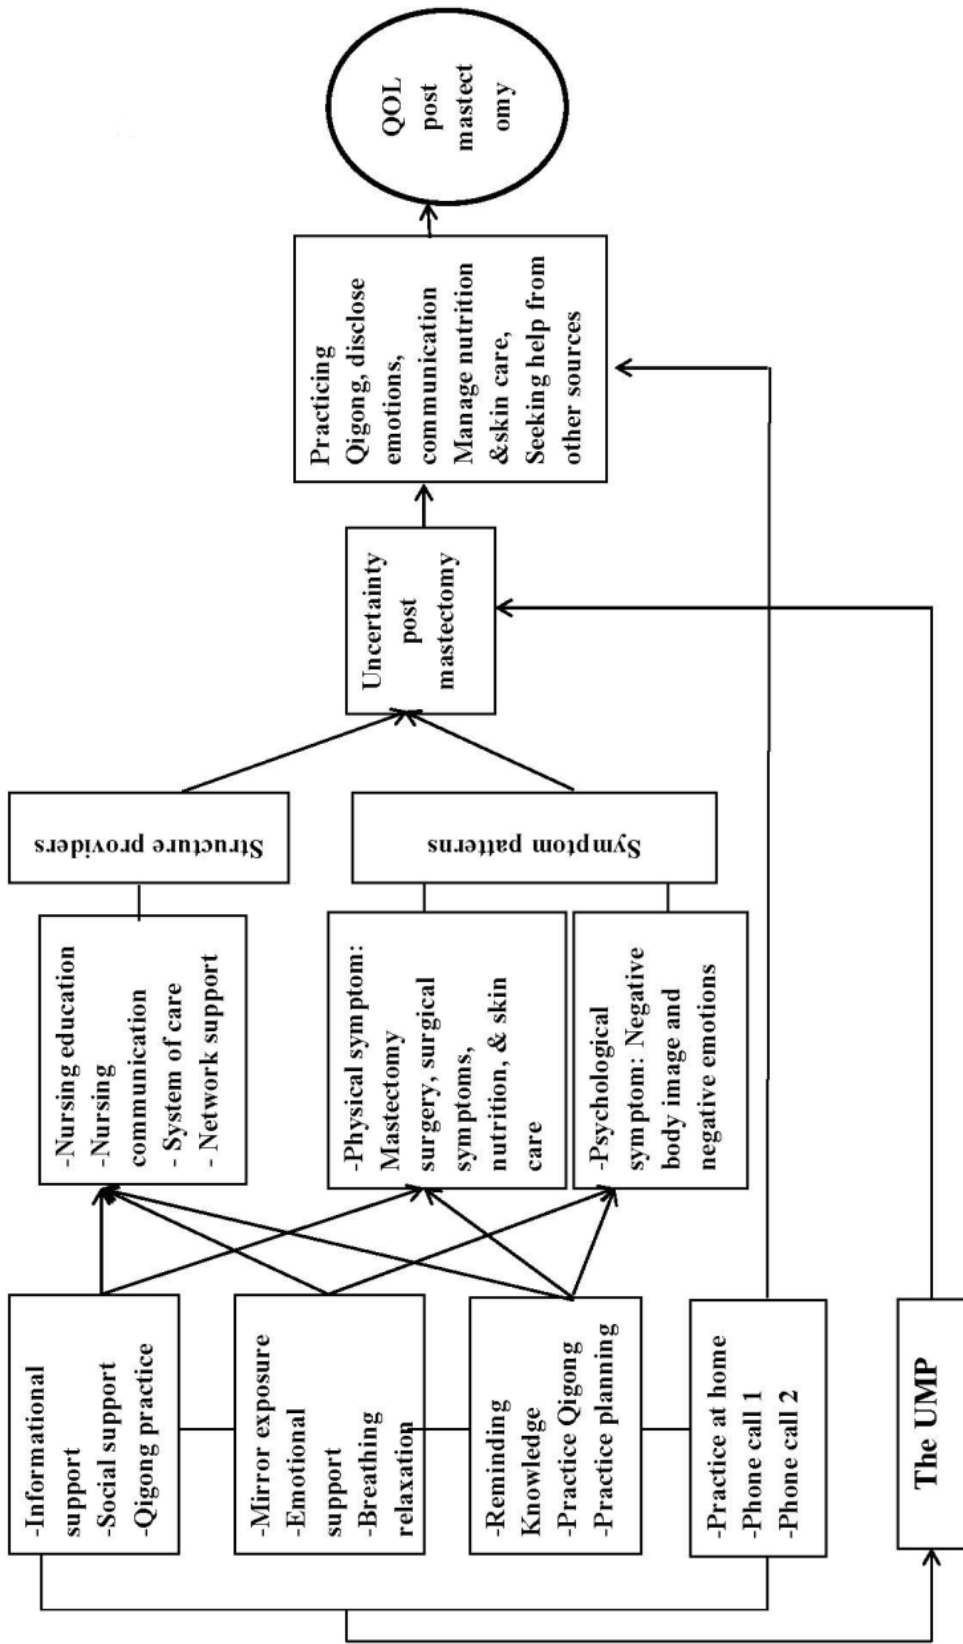 -Informational
support
-Social support
-Qigong practice
-Mirror exposure
-Emotional
support
-Breathing
relaxation
-Reminding
Knowledge
-Practice Qigong
-Practice planning
-Practice at home
-Phone call 1
-Phone call 2
The UMP
-Nursing education
-Nursing
communication
- System of care
- Network support
-Physical symptom:
Mastectomy
surgery, surgical
symptoms,
nutrition, & skin
care
-Psychological
symptom: Negative
body image and
negative emotions
Structure providers
Symptom patterns
Uncertainty
post
mastectomy
Practicing
Qigong, disclose
emotions,
communication
Manage nutrition
&skin care,
Seeking help from
other sources
QOL
post
mastect
omy